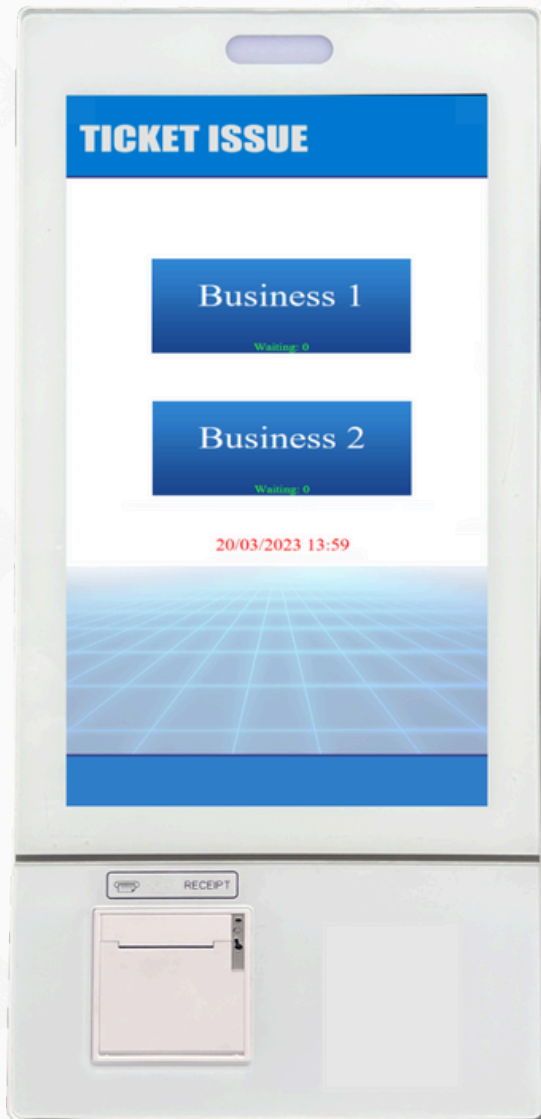 TICKET ISSUE
Business 1
Waiting: 0
Business 2
Waiting: 0
20/03/2023 13:59
RECEIPT